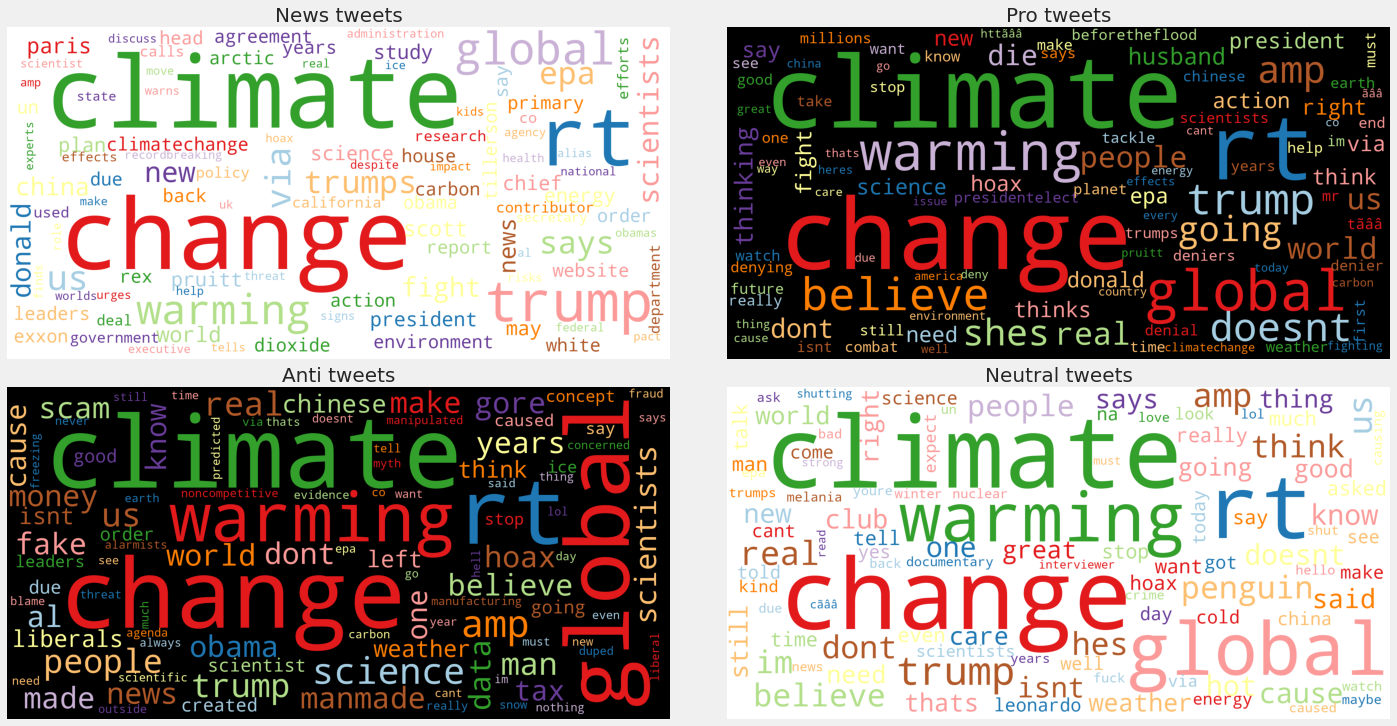 News tweets
Pro tweets
discuss head agreement administration
paris calls years
scientist arctic real study global
amp move ice say epa efforts scientists
state warns climate
un kids primary
experts hoax research co agency rt
plan climatechange via science house tillerson health alias
effects recordbreaking despite impact national
china due new policy trumps carbon chief energy
make back california obama contributor secretary
used uk scott order
donald news says obamas
us rex change report al website
pruitt threat fight risks department
worlds urges help
leaders warming action signs trump
deal world president may federal
exxon government dioxide environment white pact
executive tells
millions want new httãââ make beforetheflood president must
say die says husband
see china go know chinese amp earth
good climate stop ãââ
great take action right
thinking one fight scientists co end
even thats tackle cant rt help im via
way heres warming people energy years think
care science hoax planet effects
issue presidentelect epa trump mr us
every tãââ
change trumps going world
watch due pruitt deniers
denying america deny donald today denier
future believe country global carbon
really environment thinks first
thing dont still need shes real denial doesnt
cause isnt combat well time climatechange weather fighting
Anti tweets
Neutral tweets
still time concept fraud
cause scam real chinese make gore says
never via thats doesnt caused say
freezing good know predicted climate manipulated years concerned
tell ice
myth think thing
money noncompetitive evidence co want said global scientists
isnt us earth warming rt lol
fake order stop
alarmists world dont epa left hoax day
leaders see hell
due go believe
blame threat much change one manufacturing going even
al agenda year
liberals always carbon weather amp must new
people obama science data im man duped
need scientific scientist cant liberal
made news trump manmade really snow tax
outside created nothing
ask shutting science people says amp thing us
world un na love look lol much
talk bad come right expect really causing
man strong climate think
trumps melania going good
new youre winter nuclear must today rt asked
cant club warming say know
real tell one great stop shut see
read yes back documentary interviewer got doesnt
told want hello make
kind change hoax penguin
due cãââ crime said
still time even care day cold china
im dont scientists hes global
news need years well
believe trump isnt fuck via bot cause watch
thats leonardo weather energy caused maybe